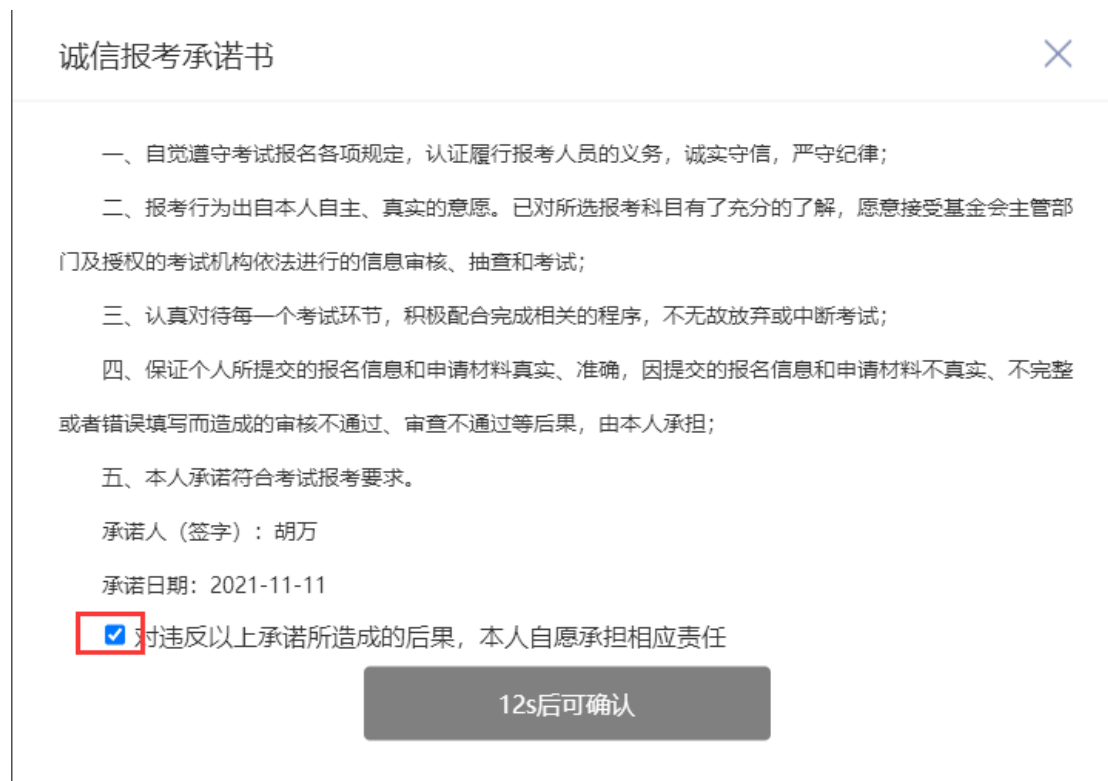 诚信报考承诺书
一、自觉遵守考试报名各项规定，认证履行报考人员的义务，诚实守信，严守纪律；
二、报考行为出自本人自主、真实的意愿。已对所选报考科目有了充分的了解，愿意接受基金会主管部
门及授权的考试机构依法进行的信息审核、抽查和考试；
三、认真对待每一个考试环节，积极配合完成相关的程序，不无故放弃或中断考试；
四、保证个人所提交的报名信息和申请材料真实、准确，因提交的报名信息和申请材料不真实、不完整
或者错误填写而造成的审核不通过、审查不通过等后果，由本人承担；
五、本人承诺符合考试报考要求。
承诺人（签字）：胡万
承诺日期：2021-11-11
对违反以上承诺所造成的后果，本人自愿承担相应责任
12s后可确认